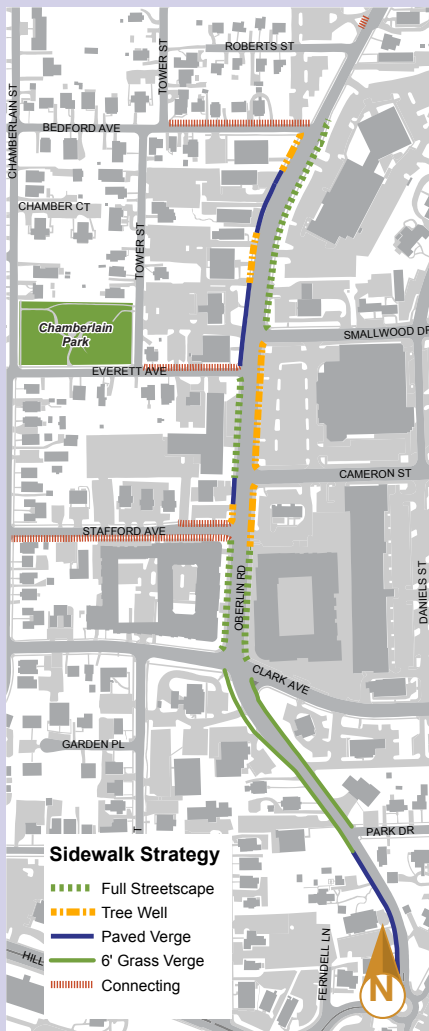 ROBERTS ST
TOWER ST
CHAMBERLAIN ST
BEDFORD AVE
CHAMBER CT
TOWER ST
Chamberlain
Park
SMALLWOOD DR
EVERETT AVE
CAMERON ST
STAFFORD AVE
OBERLIN RD
DANIELS ST
CLARK AVE
GARDEN PL
PARK DR
Sidewalk Strategy
Full Streetscape
Tree Well
Paved Verge
6' Grass Verge
Connecting
HILL
FERNDELL LN
N